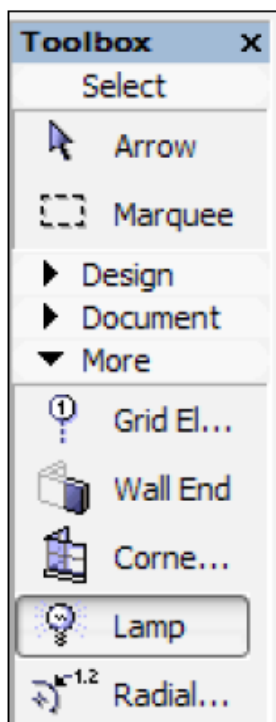 Toolbox x
Select
Arrow
Marquee
Design
Document
More
1
Grid El...
Wall End
Corne...
Lamp
1.2
Radial...